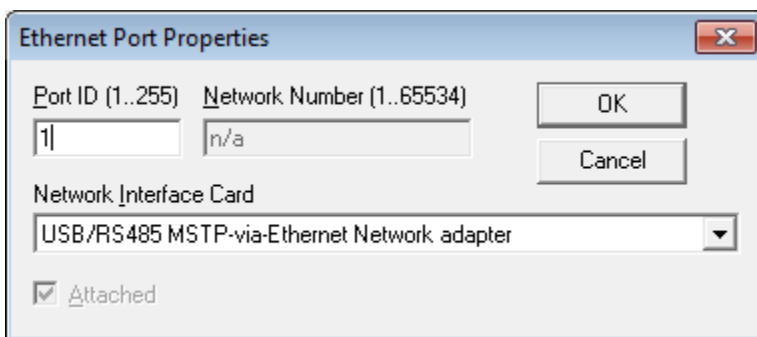 Ethernet Port Properties
Port ID (1..255) Network Number (1..65534)
1 n/a
OK
Cancel
Network Interface Card
USB/RS485 MSTP-via-Ethernet Network adapter
Attached